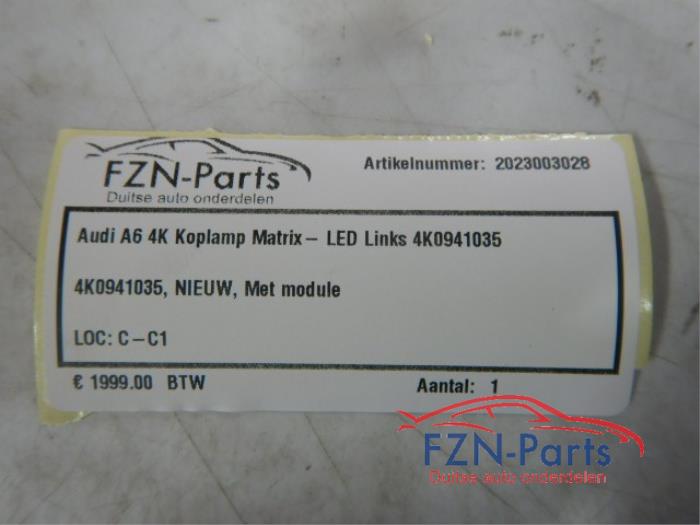 FZN-Parts
Duitse auto onderdelen
Artikelnummer: 2023003028
Audi A6 4K Koplamp Matrix- LED Links 4K0941035
4K0941035, NIEUW, Met module
LOC: C-C1
€ 1999.00 BTW
Aantal: 1
FZN-Parts
Duitse auto onderdelen